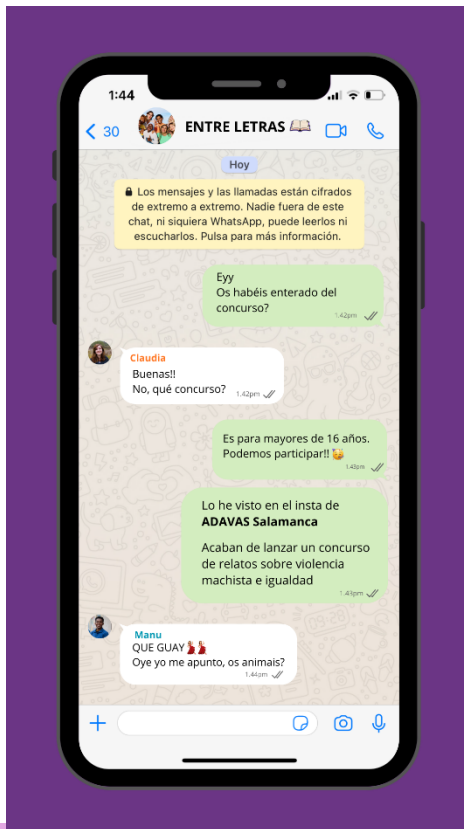 1:44
30
ENTRE LETRAS 📖
Hoy
🔒 Los mensajes y las llamadas están cifrados
de extremo a extremo. Nadie fuera de este
chat, ni siquiera WhatsApp, puede leerlos ni
escucharlos. Pulsa para más información.
Eyy
Os habéis enterado del
concurso?
1.42pm
Claudia
Buenas!!
No, qué concurso?
1.42pm
Es para mayores de 16 años.
Podemos participar!! 🥳
1.43pm
Lo he visto en el insta de
ADAVAS Salamanca
Acaban de lanzar un concurso
de relatos sobre violencia
machista e igualdad
1.43pm
Manu
QUE GUAY 💃💃
Oye yo me apunto, os animais?
1.44pm